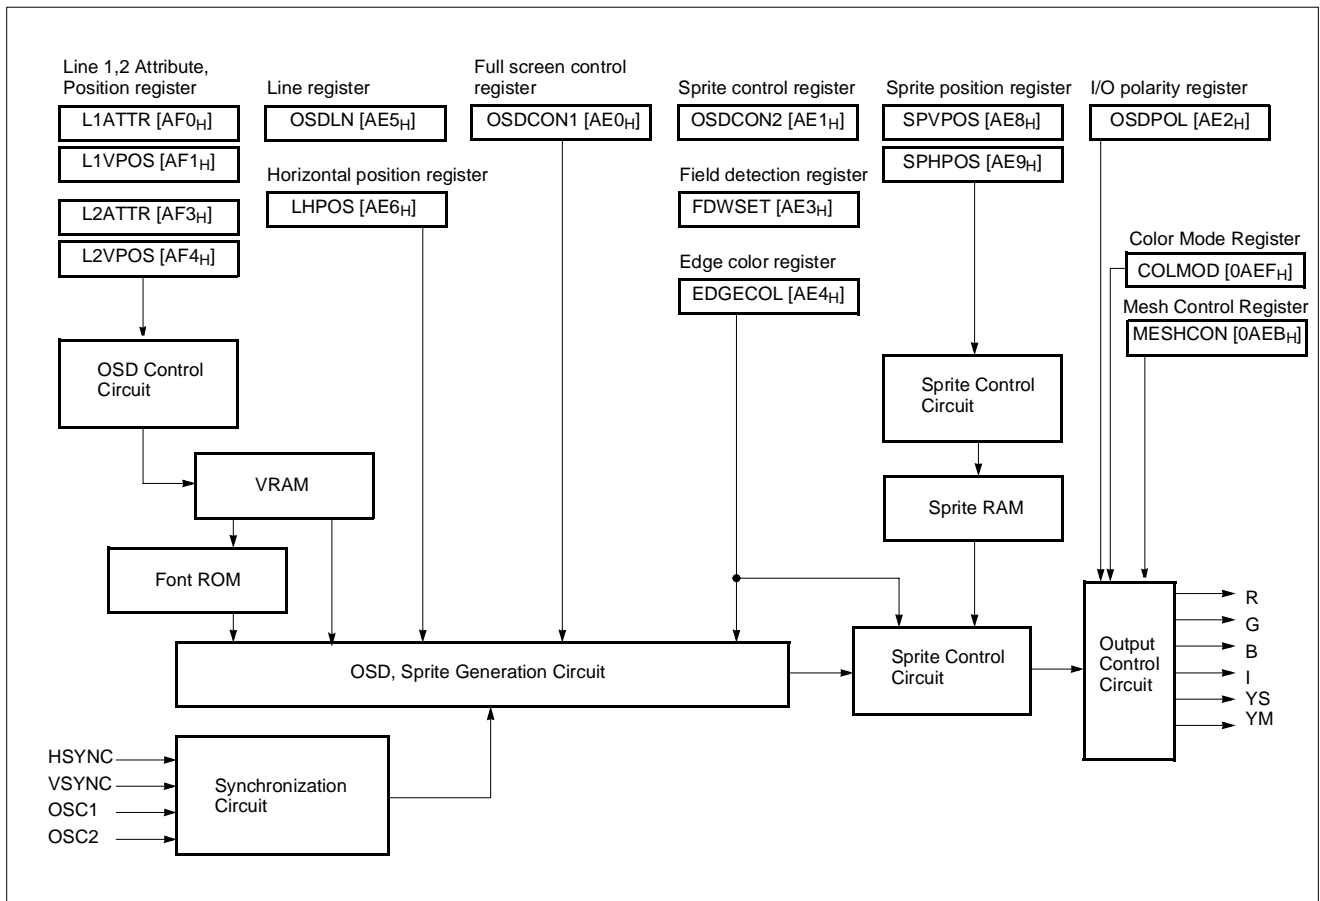 Line 1,2 Attribute,
Position register
L1ATTR [AF0H]
L1VPOS [AF1H]
L2ATTR [AF3H]
L2VPOS [AF4H]
Line register
OSDLN [AE5H]
Horizontal position register
LHPOS [AE6H]
Full screen control
register
OSDCON1 [AE0H]
Sprite control register
OSDCON2 [AE1H]
Field detection register
FDWSET [AE3H]
Edge color register
EDGECOL [AE4H]
Sprite position register
SPVPOS [AE8H]
SPHPOS [AE9H]
I/O polarity register
OSDPOL [AE2H]
Color Mode Register
COLMOD [0AEFH]
Mesh Control Register
MESHCON [0AEBH]
OSD Control
Circuit
VRAM
Font ROM
Sprite Control
Circuit
Sprite RAM
OSD, Sprite Generation Circuit
Sprite Control
Circuit
Output
Control
Circuit
R
G
B
I
YS
YM
HSYNC
VSYNC
OSC1
OSC2
Synchronization
Circuit